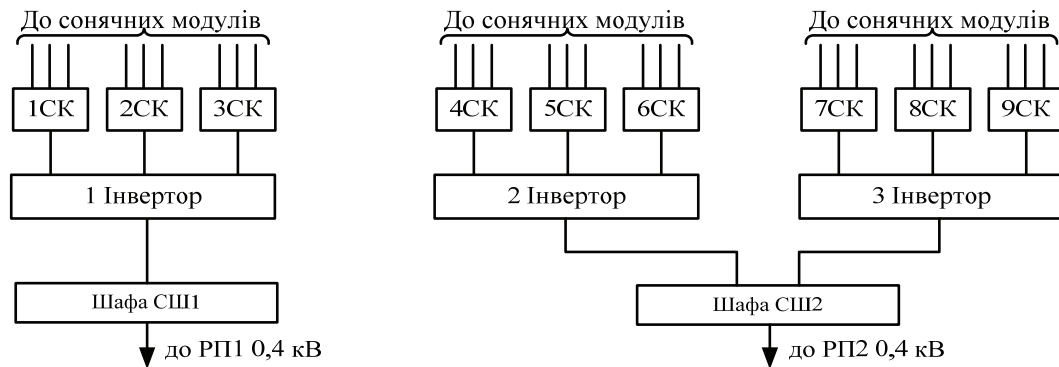 До сонячних модулів
До сонячних модулів
До сонячних модулів
1СК
2СК
3СК
4СК
5СК
6СК
7СК
8СК
9СК
1 Інвертор
2 Інвертор
3 Інвертор
Шафа СШ1
Шафа СШ2
до РП1 0,4 кВ
до РП2 0,4 кВ